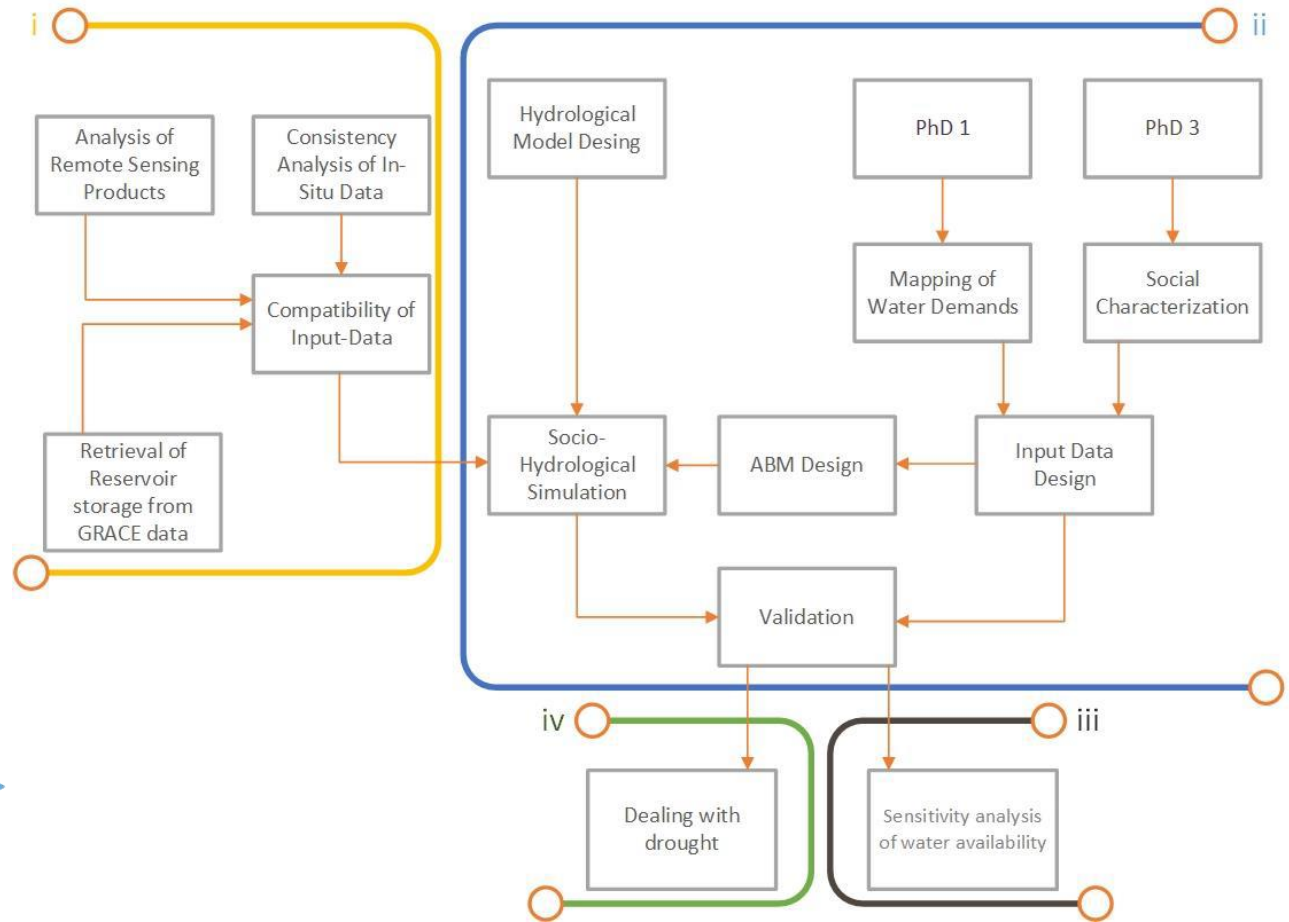 i
ii
Analysis of
Remote Sensing
Products
Consistency
Analysis of In-
Situ Data
Hydrological
Model Desing
PhD 1
PhD 3
Compatibility of
Input-Data
Mapping of
Water Demands
Social
Characterization
Retrieval of
Reservoir
storage from
GRACE data
Socio-
Hydrological
Simulation
ABM Design
Input Data
Design
Validation
iv
iii
Dealing with
drought
Sensitivity analysis
of water availability